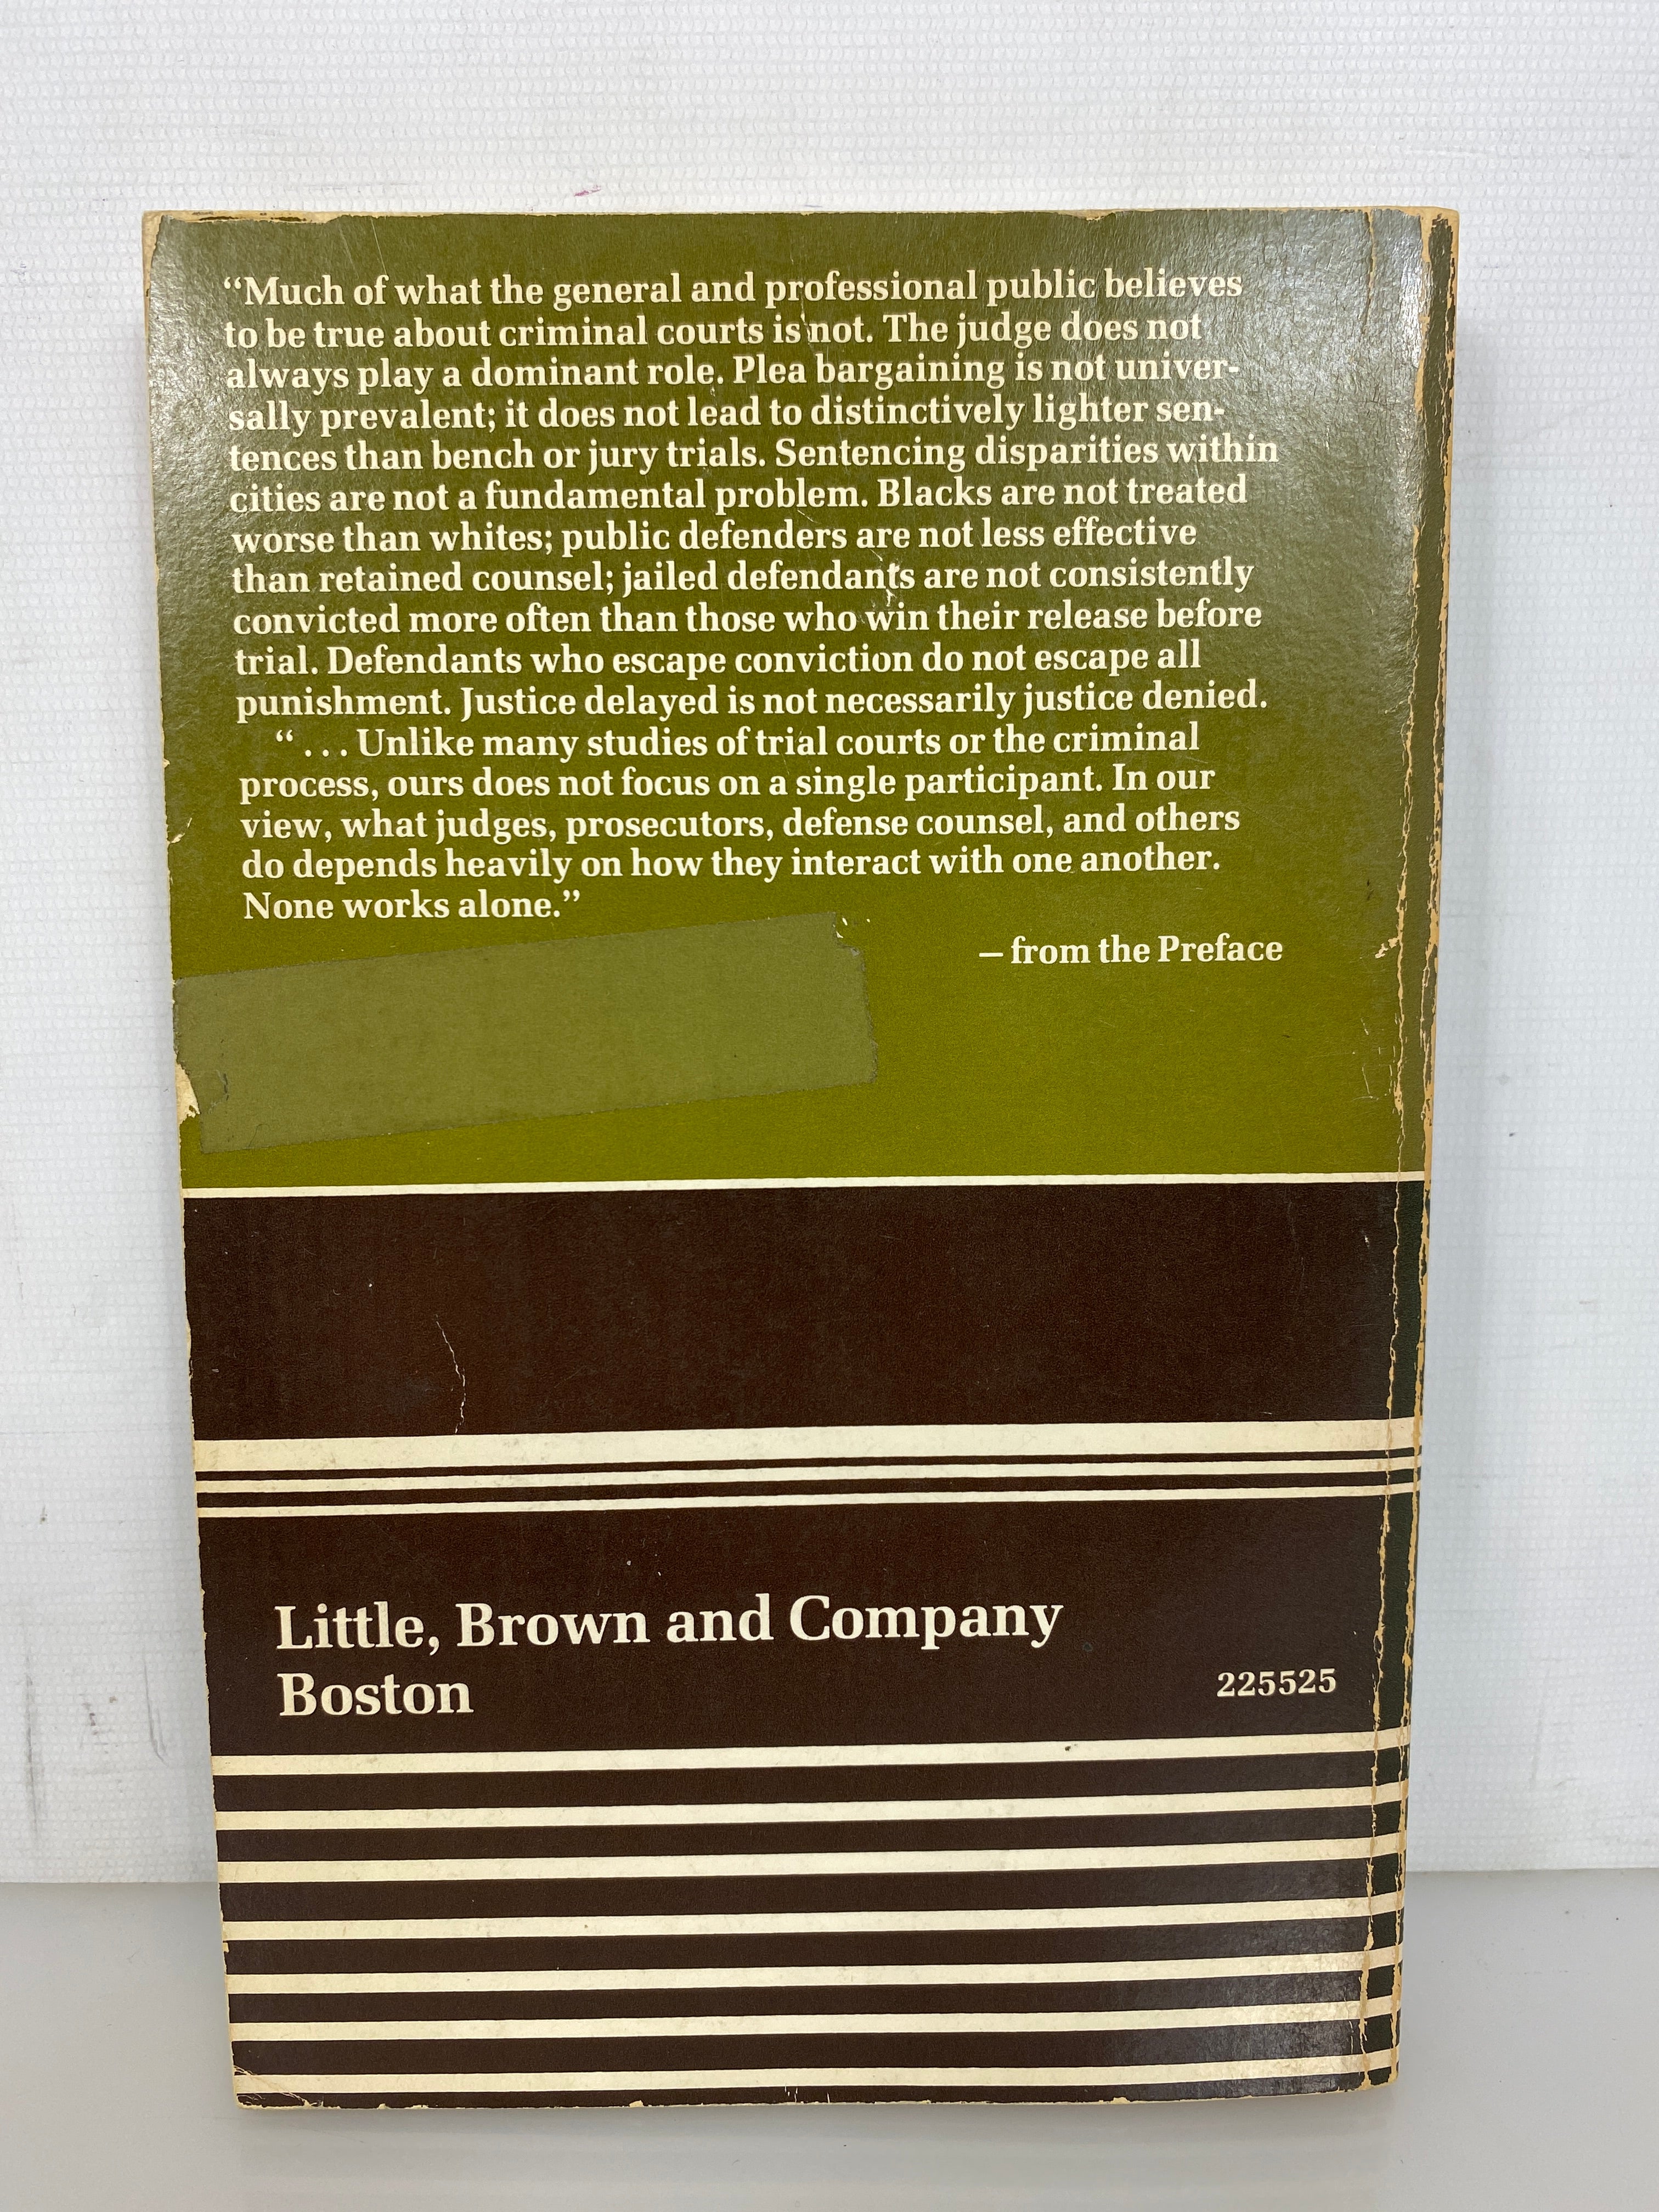 “Much of what the general and professional public believes
to be true about criminal courts is not. The judge does not
always play a dominant role. Plea bargaining is not univer-
sally prevalent; it does not lead to distinctively lighter sen-
tences than bench or jury trials. Sentencing disparities within
cities are not a fundamental problem. Blacks are not treated
worse than whites; public defenders are not less effective
than retained counsel; jailed defendants are not consistently
convicted more often than those who win their release before
trial. Defendants who escape conviction do not escape all
punishment. Justice delayed is not necessarily justice denied.
“ . . . Unlike many studies of trial courts or the criminal
process, ours does not focus on a single participant. In our
view, what judges, prosecutors, defense counsel, and others
do depends heavily on how they interact with one another.
None works alone.”
— from the Preface
Little, Brown and Company
Boston
225525